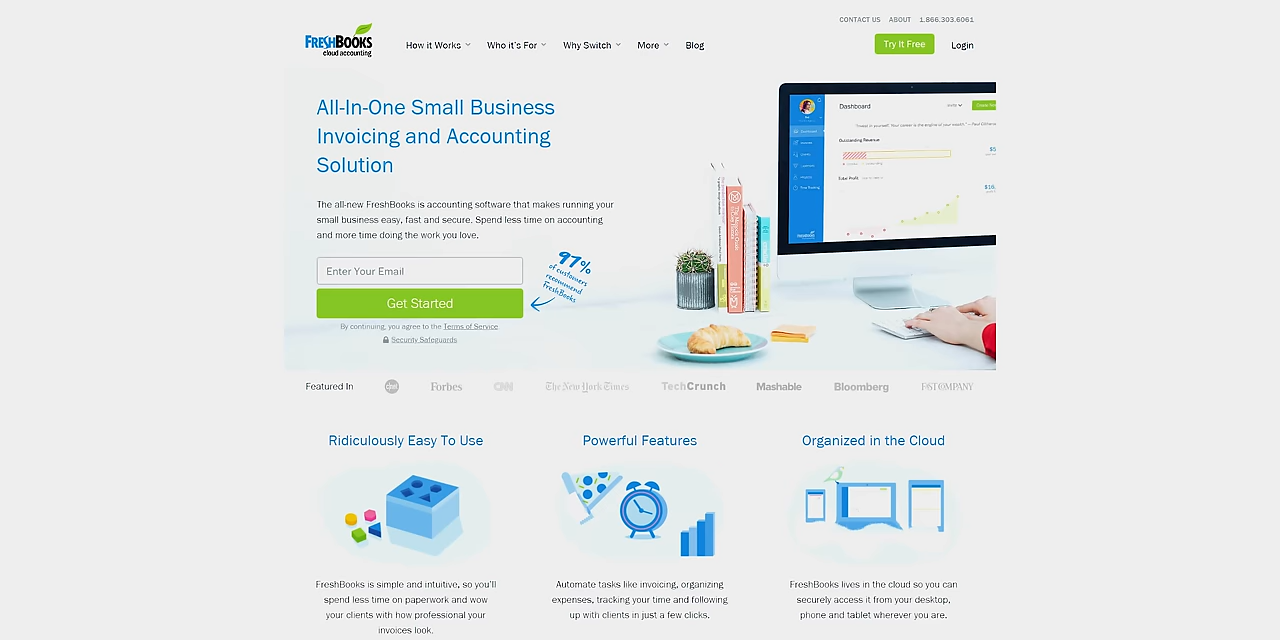 CONTACT US ABOUT 1.866.303.6061
FRESHBOOKS
cloud accounting
How it Works Who it's For Why Switch More Blog Try It Free Login
All-In-One Small Business
Invoicing and Accounting
Solution
The all-new FreshBooks is accounting software that makes running your
small business easy, fast and secure. Spend less time on accounting
and more time doing the work you love.
Enter Your Email
Get Started
By continuing, you agree to the Terms of Service.
Security Safeguards
97%
of customers
recommend
FreshBooks
Dashboard
Outstanding Revenue
Total Profit
Dashboard
Time Tracking
Featured In cnet Forbes CNN The New York Times TechCrunch Mashable Bloomberg FAST COMPANY
Ridiculously Easy To Use
FreshBooks is simple and intuitive, so you'll
spend less time on paperwork and wow
your clients with how professional your
invoices look.
Powerful Features
Automate tasks like invoicing, organizing
expenses, tracking your time and following
up with clients in just a few clicks.
Organized in the Cloud
FreshBooks lives in the cloud so you can
securely access it from your desktop,
phone and tablet wherever you are.